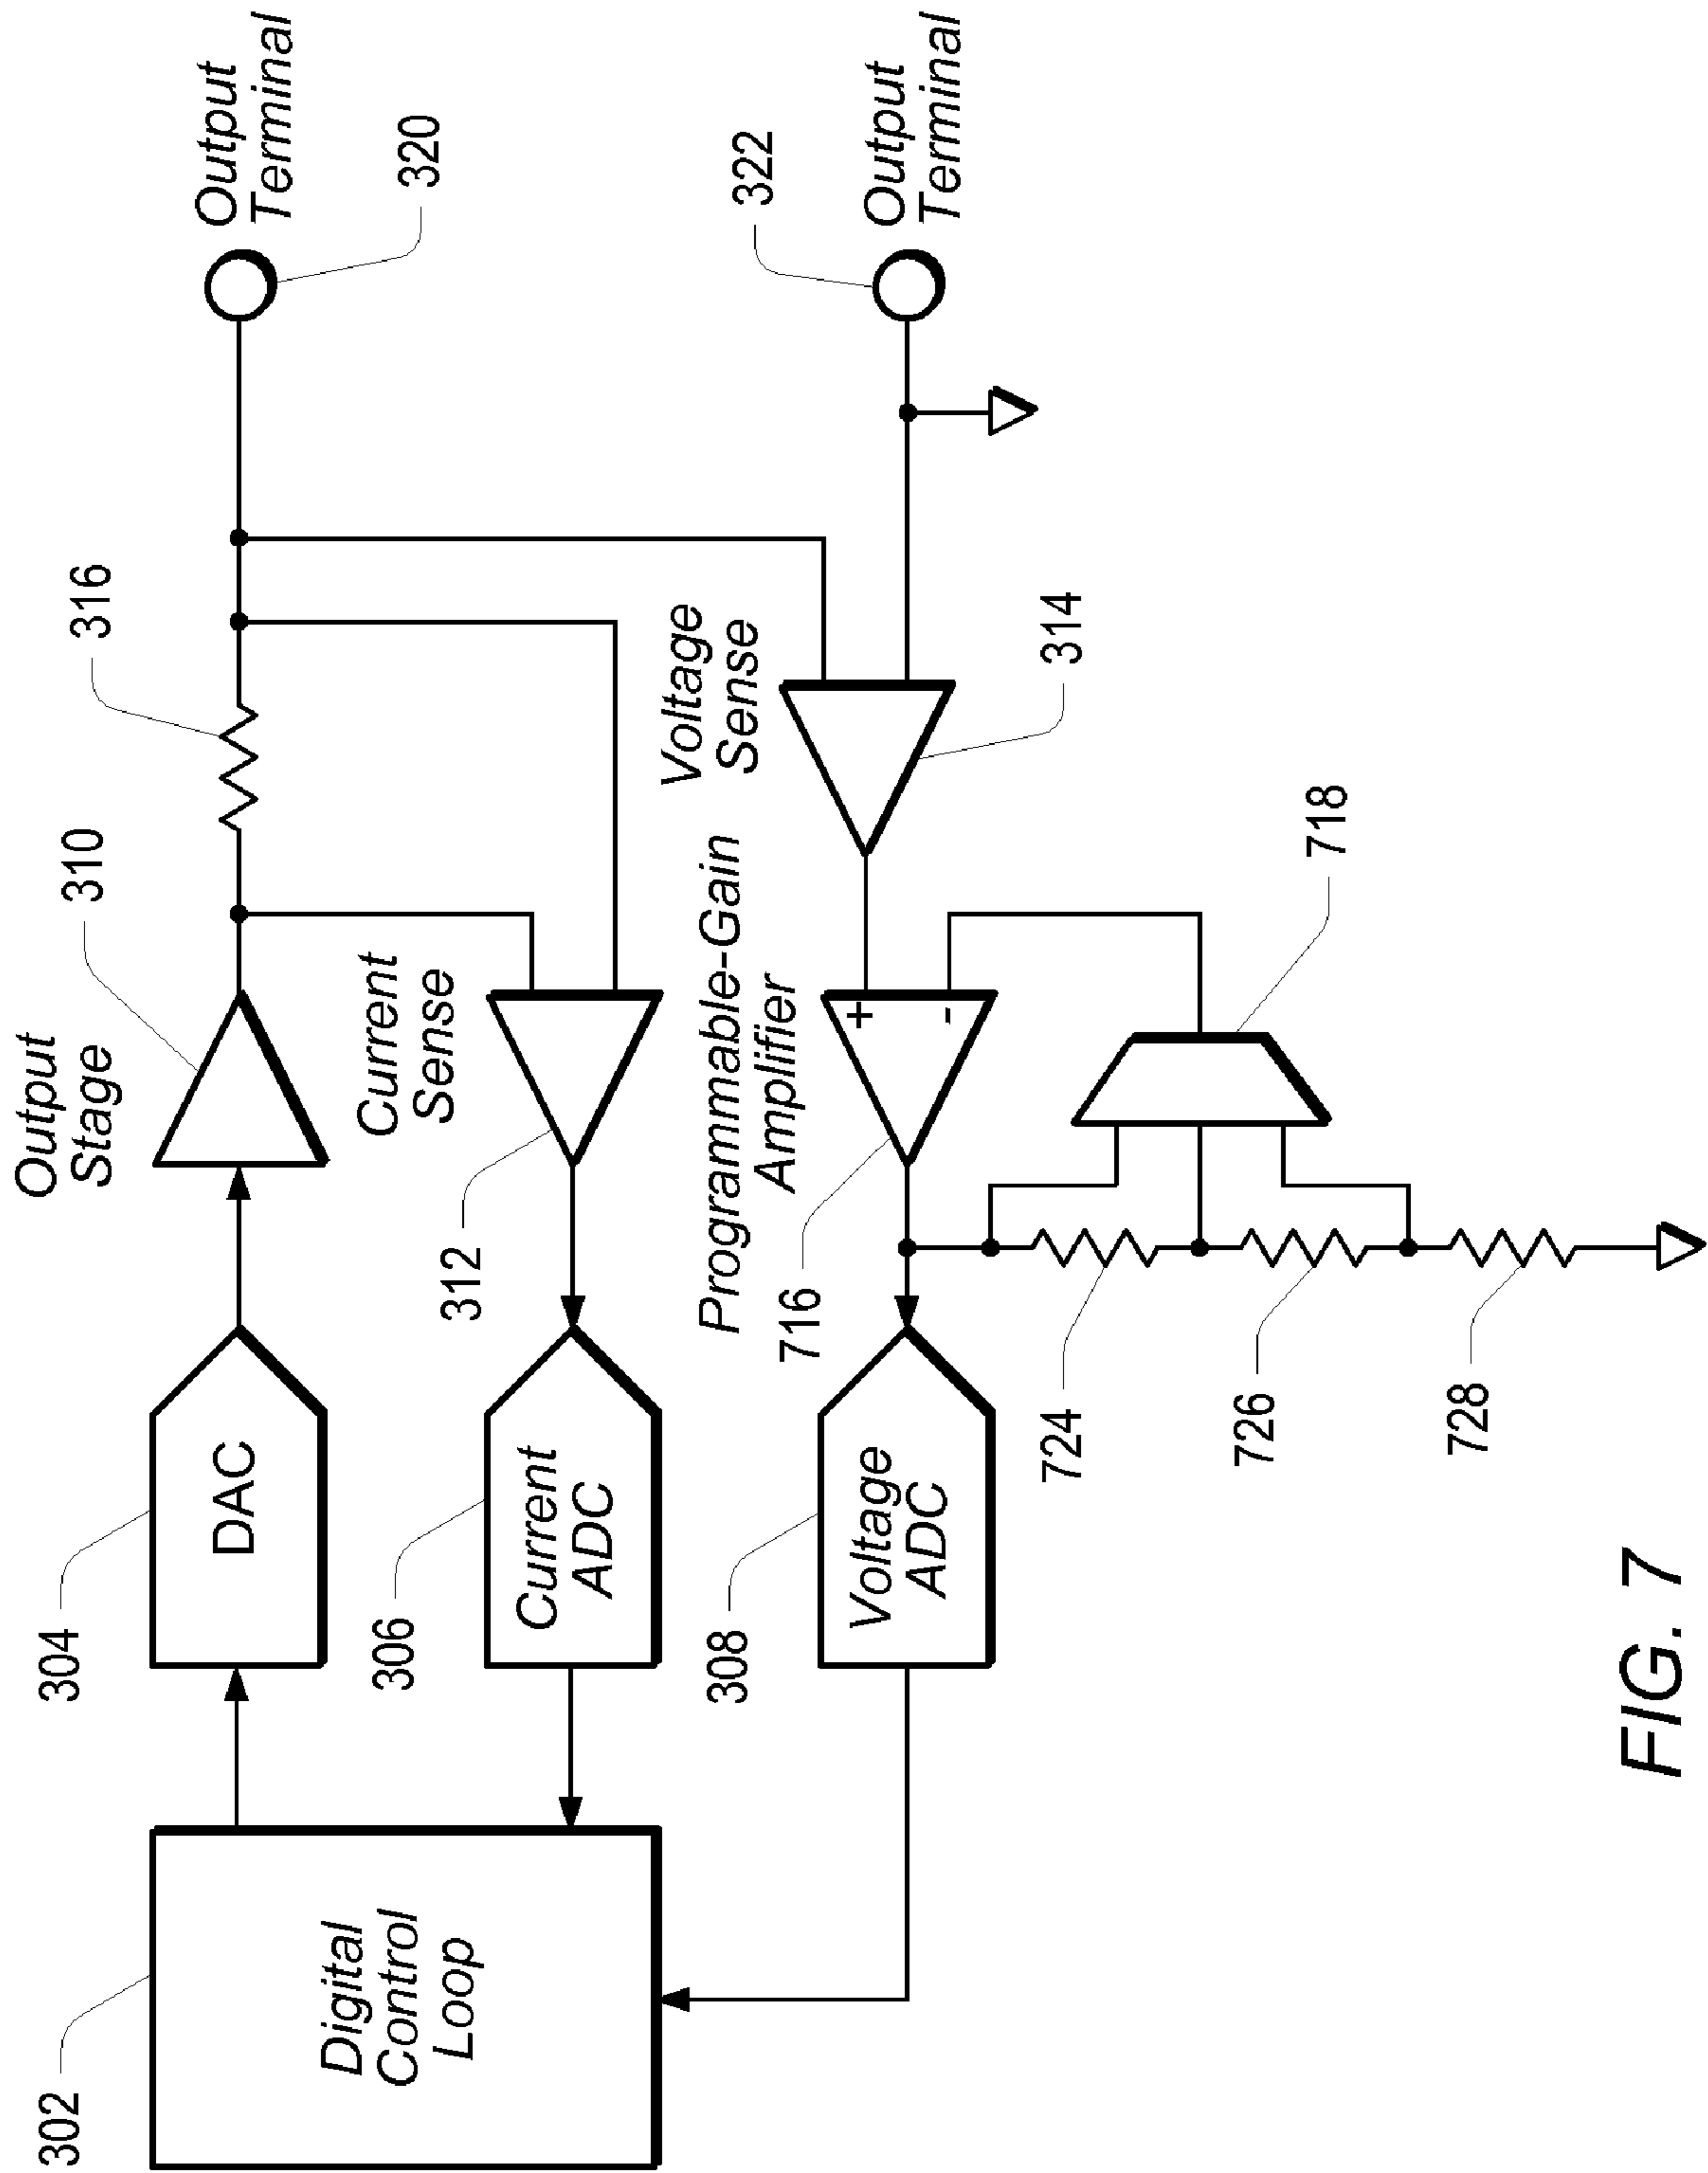 302
Digital
Control
Loop
304
DAC
306
Current
ADC
308
Voltage
ADC
Output
Stage
310
Current
Sense
312
316
Output
Terminal
320
322
Output
Terminal
Voltage
Sense
314
Programmable-Gain
Amplifier
716
+
-
718
724
726
728
FIG. 7